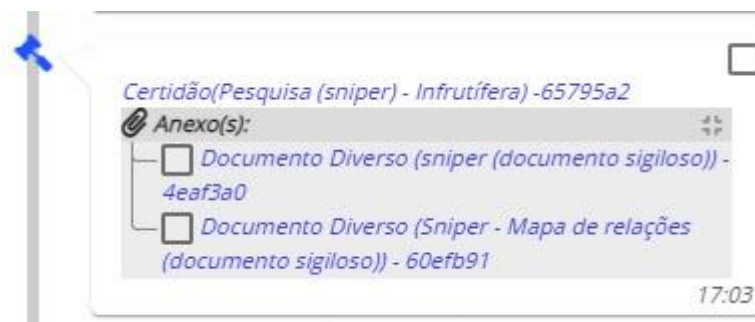 Certidão(Pesquisa (sniper) - Infrutífera) -65795a2
Anexo(s):
Documento Diverso (sniper (documento sigiloso)) -
4eaf3a0
Documento Diverso (Sniper - Mapa de relações
(documento sigiloso)) - 60efb91
17:03